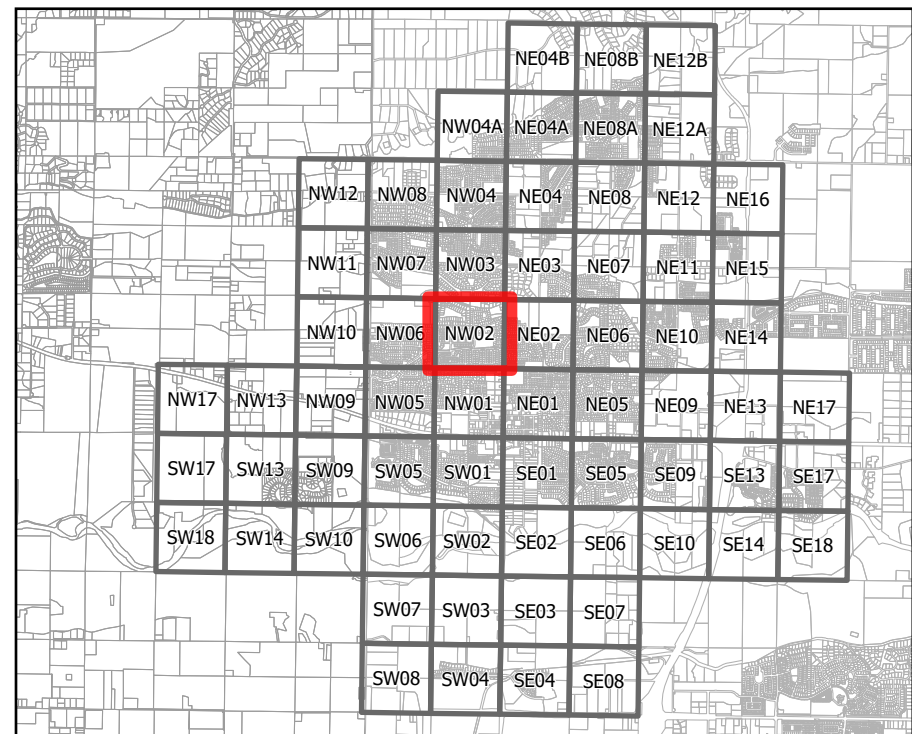 NE04B NE08B NE12B
NW04A NE04A NE08A NE12A
NW12 NW08 NW04 NE04 NE08 NE12 NE16
NW11 NW07 NW03 NE03 NE07 NE11 NE15
NW10 NW06 NW02 NE02 NE06 NE10 NE14
NW17 NW13 NW09 NW05 NW01 NE01 NE05 NE09 NE13 NE17
SW17 SW13 SW09 SW05 SW01 SE01 SE05 SE09 SE13 SE17
SW18 SW14 SW10 SW06 SW02 SE02 SE06 SE10 SE14 SE18
SW07 SW03 SE03 SE07
SW08 SW04 SE04 SE08